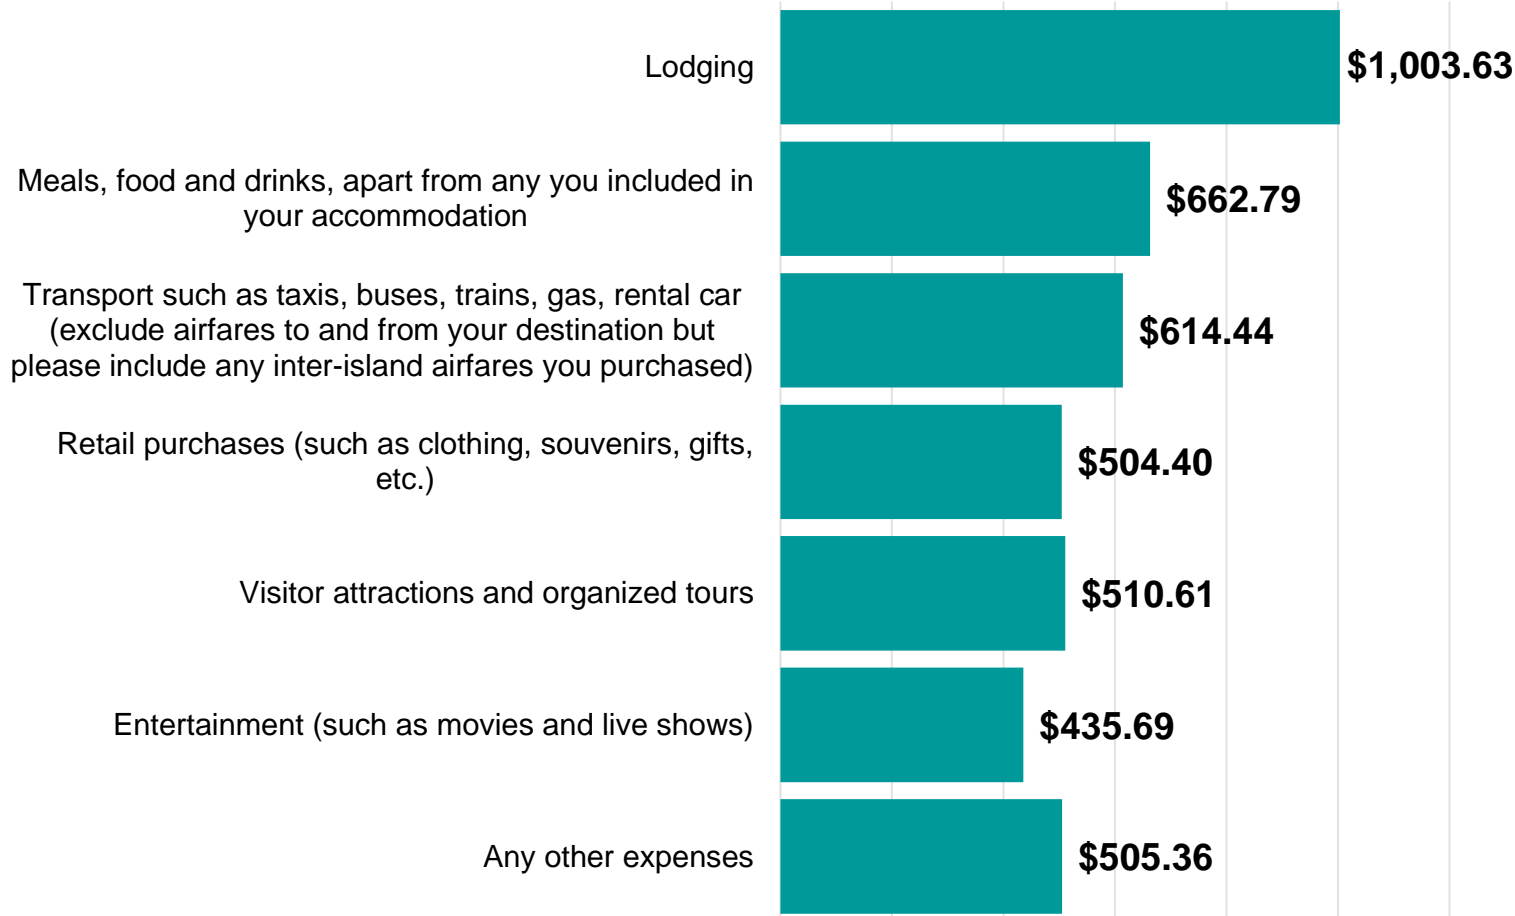 Lodging
$1,003.63
Meals, food and drinks, apart from any you included in
your accommodation
$662.79
Transport such as taxis, buses, trains, gas, rental car
(exclude airfares to and from your destination but
please include any inter-island airfares you purchased)
$614.44
Retail purchases (such as clothing, souvenirs, gifts,
etc.)
$504.40
Visitor attractions and organized tours
$510.61
Entertainment (such as movies and live shows)
$435.69
Any other expenses
$505.36